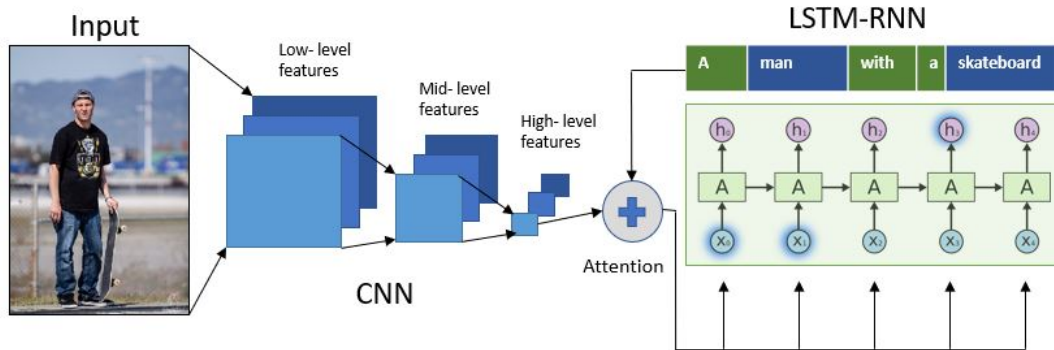 Input
LSTM-RNN
Low- level
features
Mid- level
features
High- level
features
A man with a skateboard
h₀ h₁ h₂ h₃ h₄
A A A A A
X₀ X₁ X₂ X₃ X₄
Attention
CNN